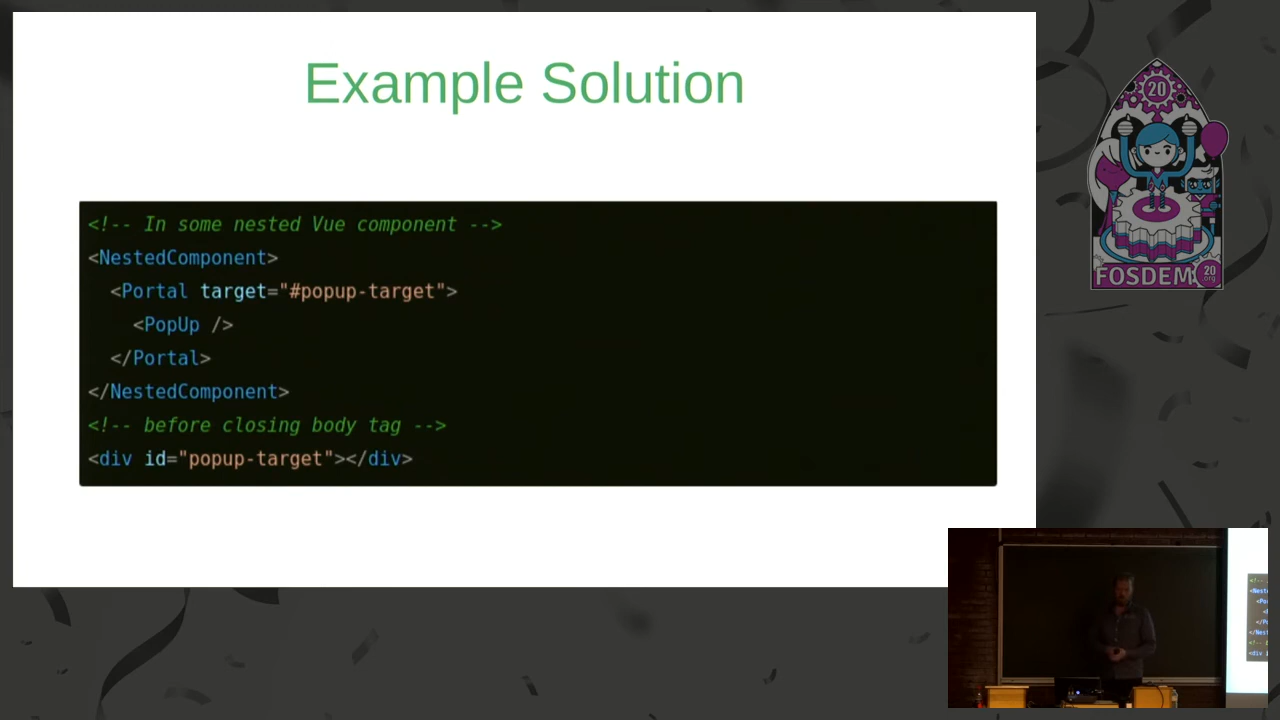 Example Solution
<!-- In some nested Vue component -->
<NestedComponent>
  <Portal target="#popup-target">
    <PopUp />
  </Portal>
</NestedComponent>
<!-- before closing body tag -->
<div id="popup-target"></div>
20
FOSDEM
20
.org